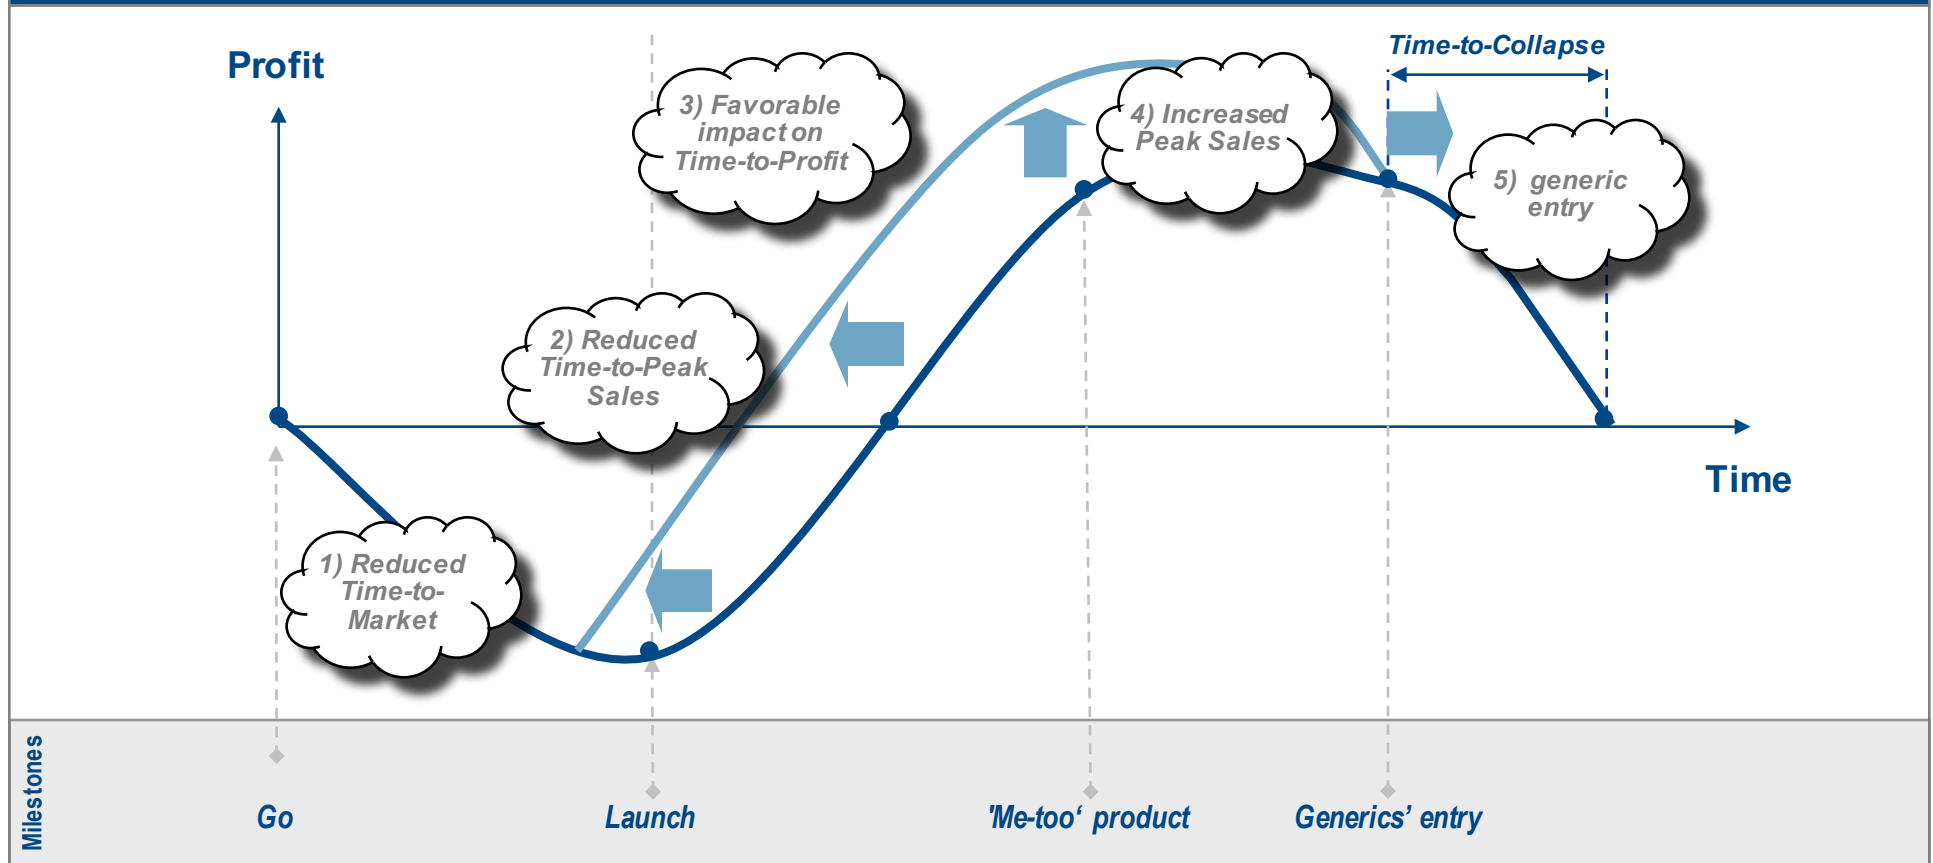 Profit
Time-to-Collapse
3) Favorable
impact on
Time-to-Profit
4) Increased
Peak Sales
5) generic
entry
2) Reduced
Time-to-Peak
Sales
Time
1) Reduced
Time-to-
Market
Milestones
Go
Launch
'Me-too‘ product
Generics’ entry